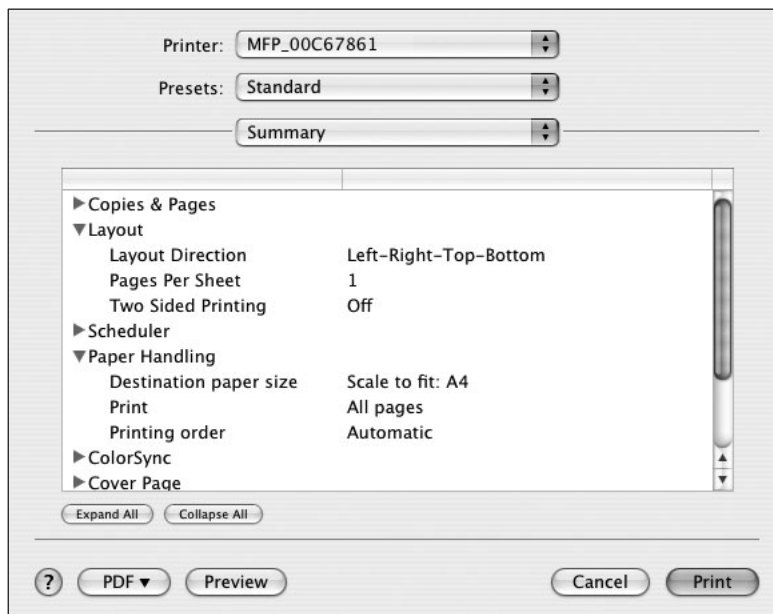 Printer: MFP_00C67861
Presets: Standard
Summary
Copies & Pages
Layout
Layout Direction Left-Right-Top-Bottom
Pages Per Sheet 1
Two Sided Printing Off
Scheduler
Paper Handling
Destination paper size Scale to fit: A4
Print All pages
Printing order Automatic
ColorSync
Cover Page
Expand All Collapse All
? PDF Preview Cancel Print